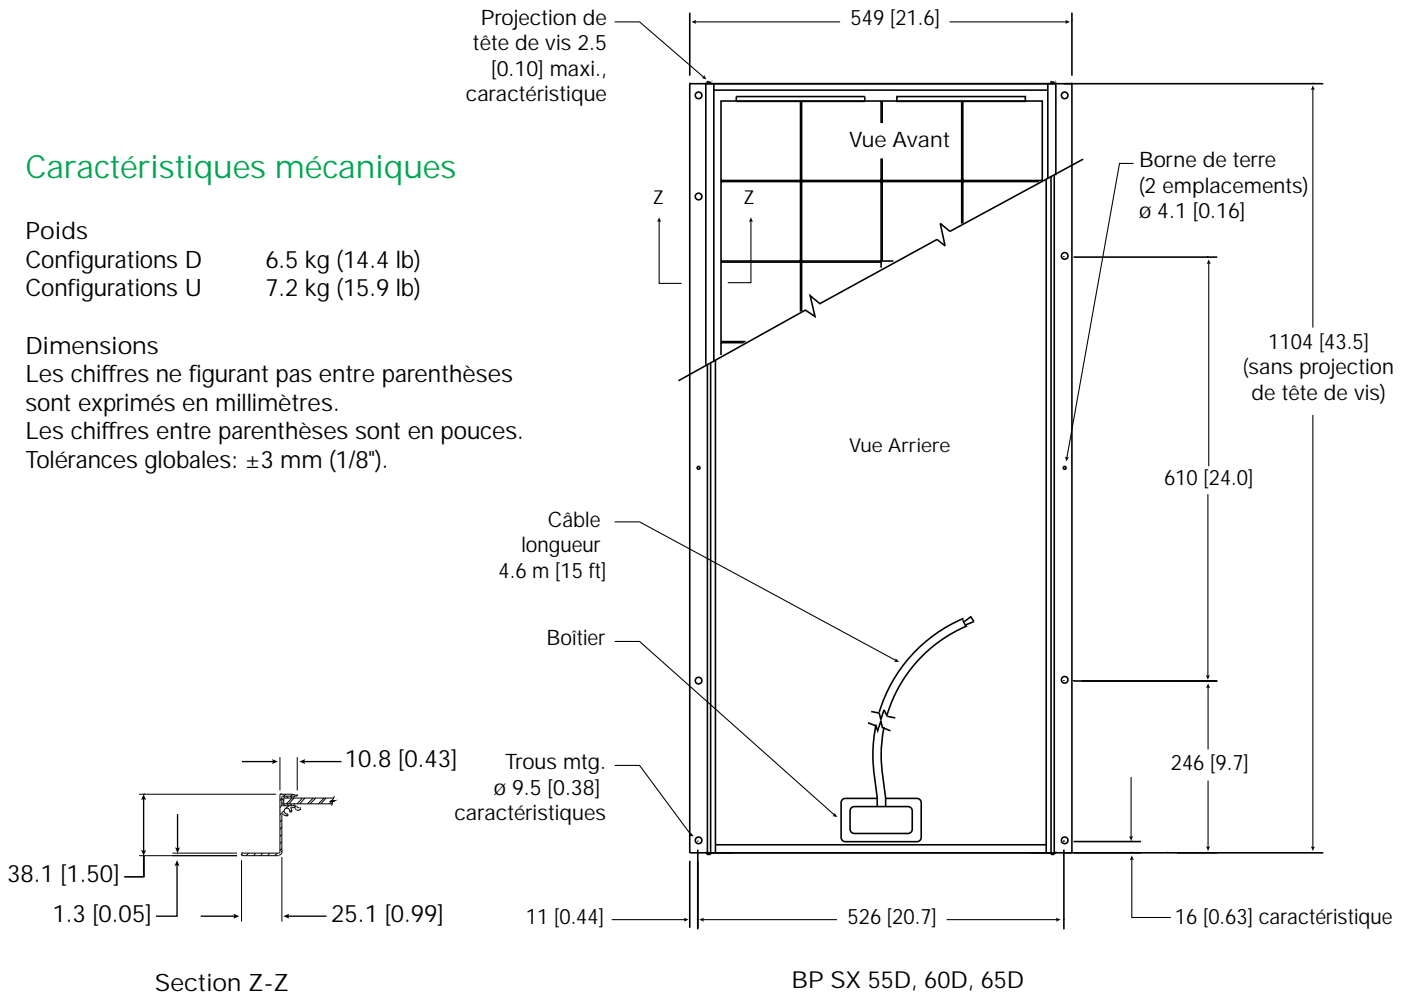 Caractéristiques mécaniques
Poids
Configurations D 6.5 kg (14.4 lb)
Configurations U 7.2 kg (15.9 lb)
Dimensions
Les chiffres ne figurant pas entre parenthèses
sont exprimés en millimètres.
Les chiffres entre parenthèses sont en pouces.
Tolérances globales: ±3 mm (1/8").
Projection de
tête de vis 2.5
[0.10] maxi.,
caractéristique
549 [21.6]
Vue Avant
Z Z
Borne de terre
(2 emplacements)
ø 4.1 [0.16]
1104 [43.5]
(sans projection
de tête de vis)
Vue Arriere
610 [24.0]
Câble
longueur
4.6 m [15 ft]
Boîtier
Trous mtg.
ø 9.5 [0.38]
caractéristiques
246 [9.7]
11 [0.44]
526 [20.7]
16 [0.63] caractéristique
BP SX 55D, 60D, 65D
10.8 [0.43]
38.1 [1.50]
1.3 [0.05]
25.1 [0.99]
Section Z-Z